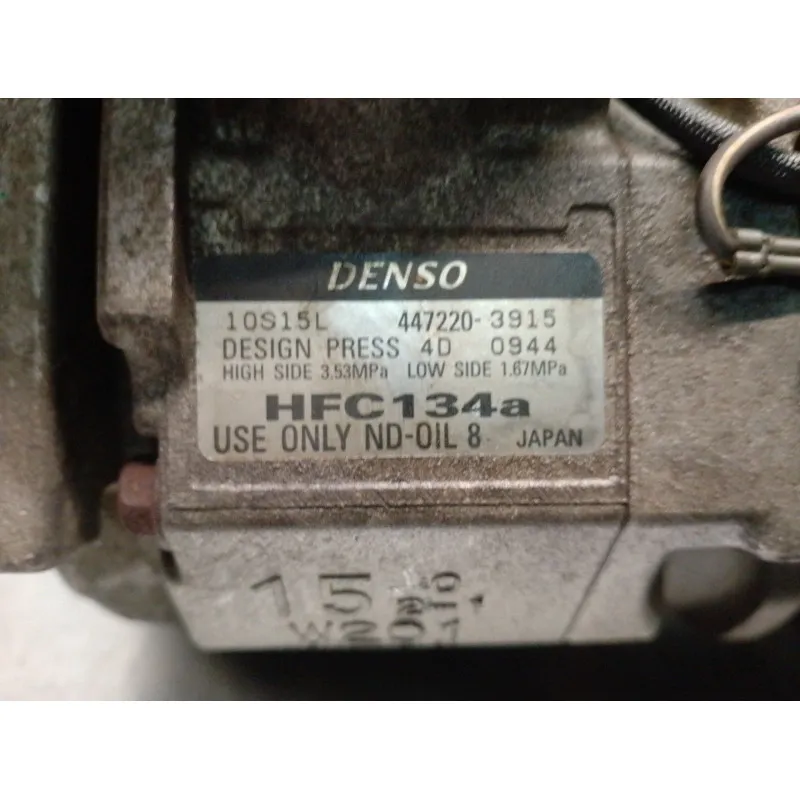 DENSO
10S15L 447220-3915
DESIGN PRESS 4D 0944
HIGH SIDE 3.53MPa LOW SIDE 1.67MPa
HFC134a
USE ONLY ND-OIL 8 JAPAN
15